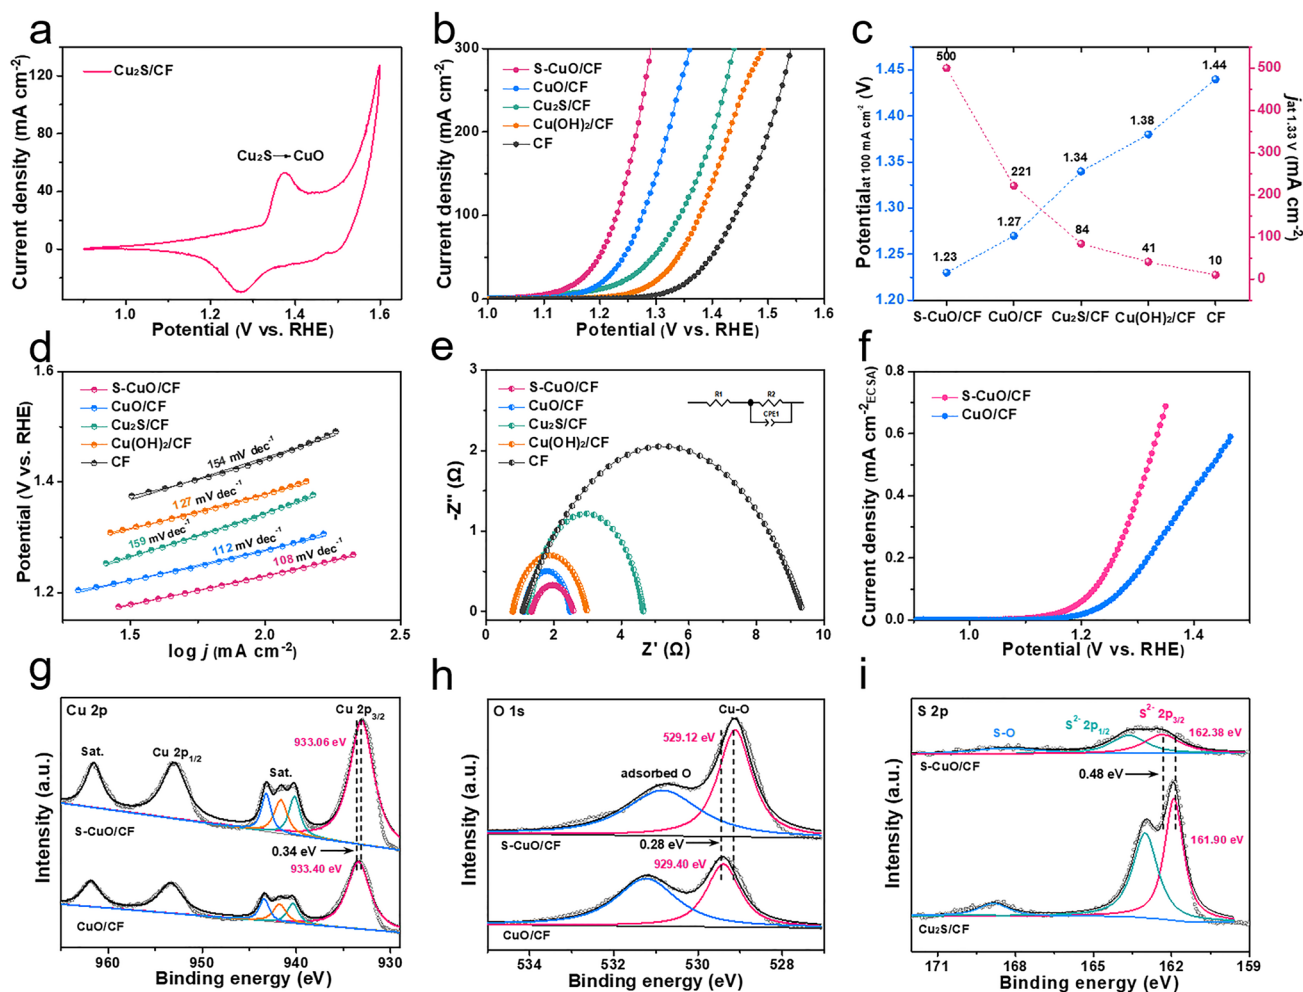 a
Current density (mA cm-2)
120
80
40
0
Cu2S/CF
Cu2S→CuO
1.0 1.2 1.4 1.6
Potential (V vs. RHE)
b
Current density (mA cm-2)
300
200
100
0
S-CuO/CF
CuO/CF
Cu2S/CF
Cu(OH)2/CF
CF
1.0 1.1 1.2 1.3 1.4 1.5 1.6
Potential (V vs. RHE)
c
Potential at 100 mA cm-2 (V)
1.45
1.40
1.35
1.30
1.25
1.20
500
221
84
41
10
1.23
1.27
1.34
1.38
1.44
500
400
300
200
100
0
j at 1.33 V (mA cm-2)
S-CuO/CF CuO/CF Cu2S/CF Cu(OH)2/CF CF
d
Potential (V vs. RHE)
1.6
1.4
1.2
S-CuO/CF
CuO/CF
Cu2S/CF
Cu(OH)2/CF
CF
154 mV dec-1
127 mV dec-1
159 mV dec-1
112 mV dec-1
108 mV dec-1
1.5 2.0 2.5
log j (mA cm-2)
e
-Z'' (Ω)
3
2
1
0
S-CuO/CF
CuO/CF
Cu2S/CF
Cu(OH)2/CF
CF
R1 R2
CPE1
0 2 4 6 8 10
Z' (Ω)
f
Current density (mA cm-2ECSA)
0.8
0.6
0.4
0.2
0.0
S-CuO/CF
CuO/CF
1.0 1.2 1.4
Potential (V vs. RHE)
g
Intensity (a.u.)
Cu 2p
Sat.
Cu 2p1/2
Sat.
Cu 2p3/2
933.06 eV
S-CuO/CF
0.34 eV
933.40 eV
CuO/CF
960 950 940 930
Binding energy (eV)
h
Intensity (a.u.)
O 1s
Cu-O
529.12 eV
adsorbed O
S-CuO/CF
0.28 eV
929.40 eV
CuO/CF
534 532 530 528
Binding energy (eV)
i
Intensity (a.u.)
S 2p
S-O
S2- 2p1/2
S2- 2p3/2
162.38 eV
S-CuO/CF
0.48 eV
161.90 eV
Cu2S/CF
171 168 165 162 159
Binding energy (eV)